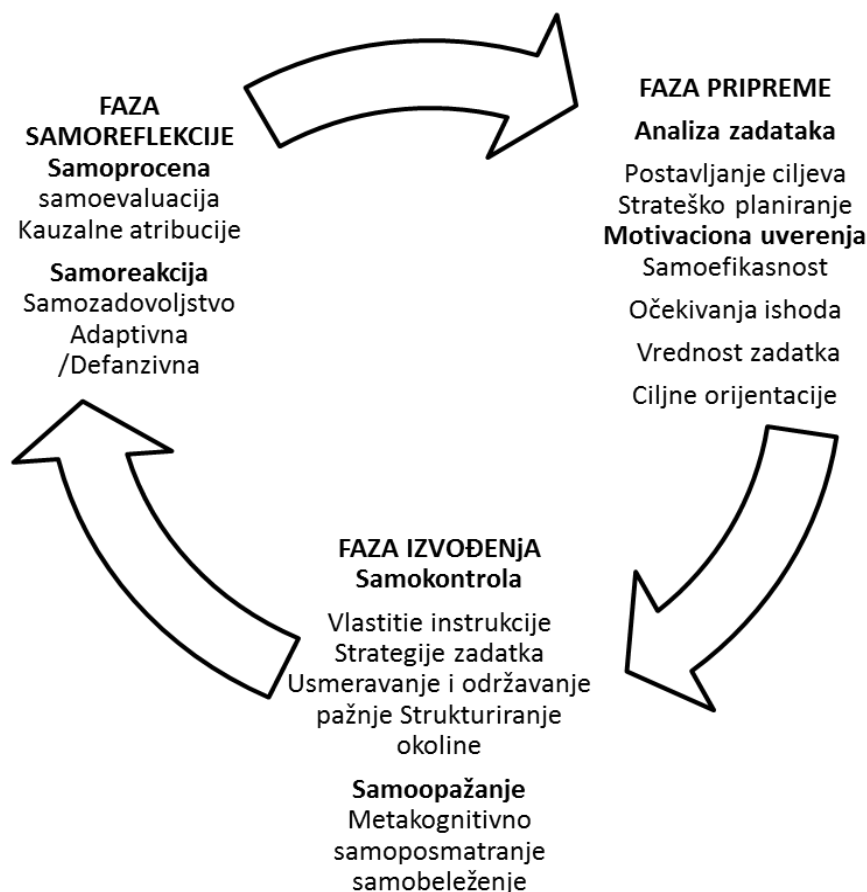 FAZA
SAMOREFLEKCIJE
Samoprocena
samoevaluacija
Kauzalne atribucije
Samoreakcija
Samozadovoljstvo
Adaptivna
/Defanzivna
FAZA PRIPREME
Analiza zadataka
Postavljanje ciljeva
Strateško planiranje
Motivaciona uverenja
Samoefikasnost
Očekivanja ishoda
Vrednost zadatka
Ciljne orijentacije
FAZA IZVOĐENjA
Samokontrola
Vlastitie instrukcije
Strategije zadatka
Usmeravanje i održavanje
pažnje Strukturiranje
okoline
Samoopažanje
Metakognitivno
samoposmatranje
samobeleženje